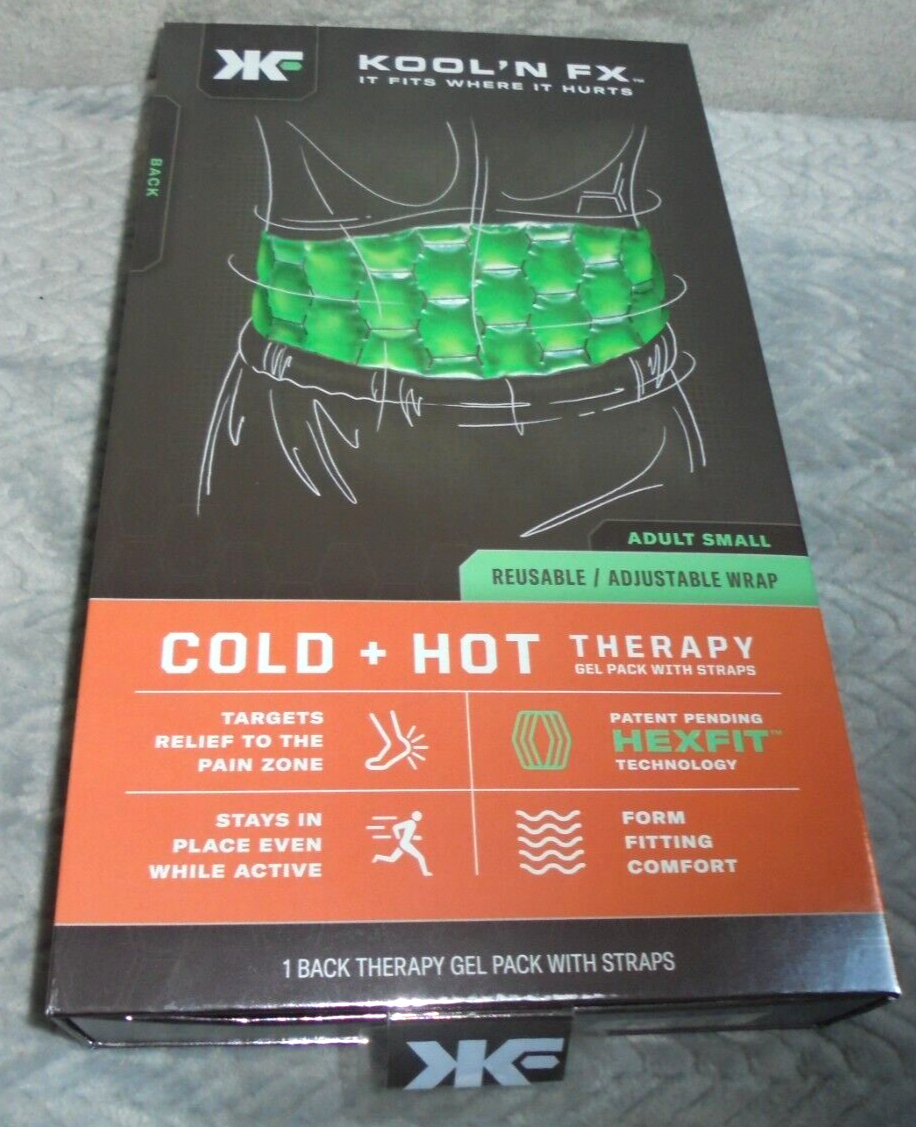 KF
KOOL'N FX™
IT FITS WHERE IT HURTS
BACK
ADULT SMALL
REUSABLE / ADJUSTABLE WRAP
COLD + HOT THERAPY
GEL PACK WITH STRAPS
TARGETS
RELIEF TO THE
PAIN ZONE
PATENT PENDING
HEXFIT™
TECHNOLOGY
STAYS IN
PLACE EVEN
WHILE ACTIVE
FORM
FITTING
COMFORT
1 BACK THERAPY GEL PACK WITH STRAPS
KF